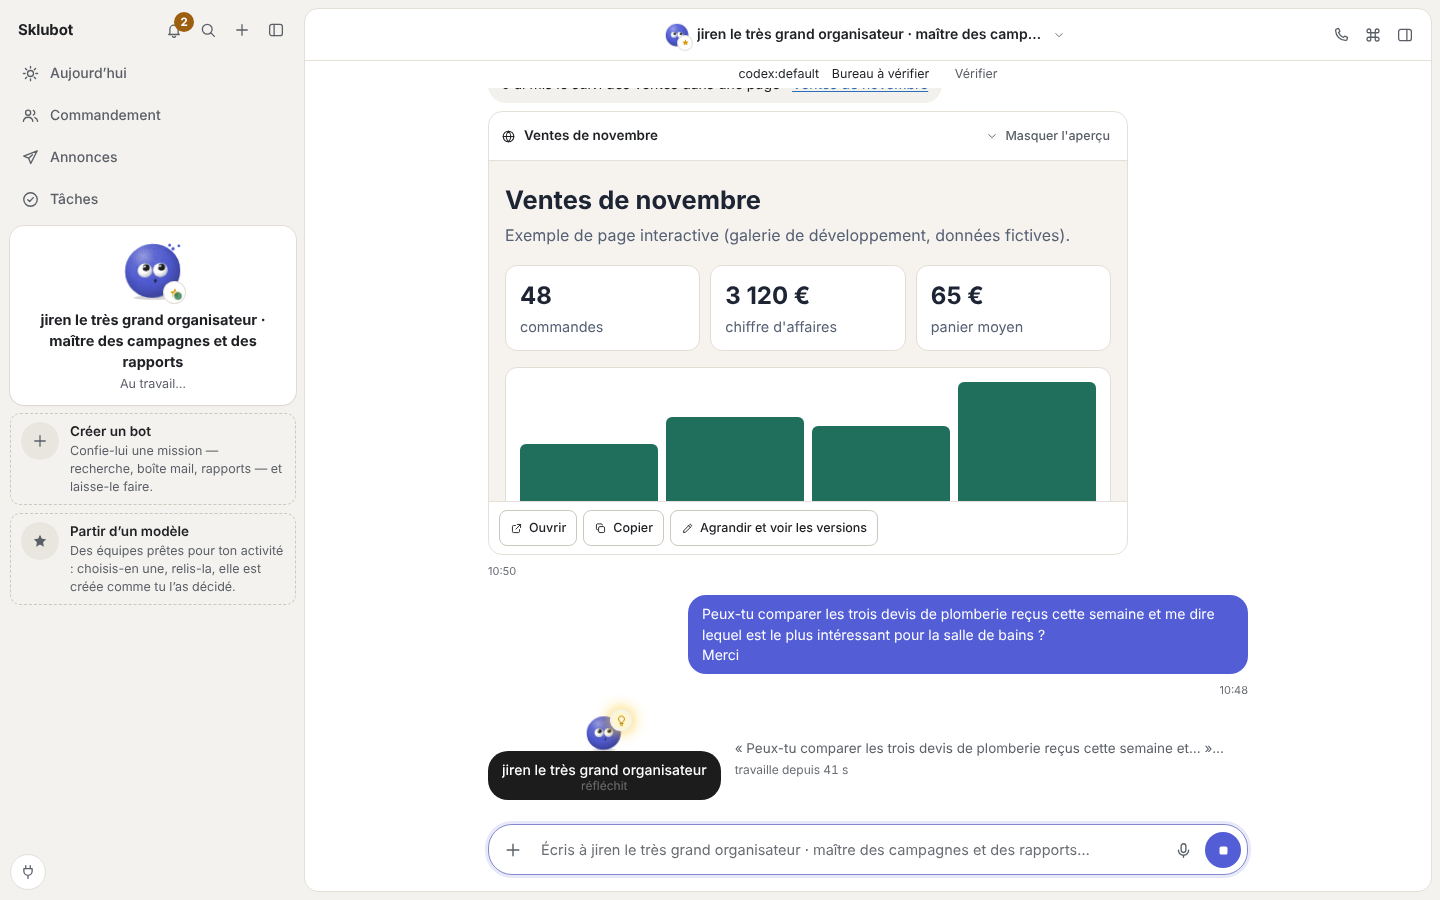 Sklubot
2
Aujourd’hui
Commandement
Annonces
Tâches
jiren le très grand organisateur ·
maître des campagnes et des
rapports
Au travail…
Créer un bot
Confie-lui une mission —
recherche, boîte mail, rapports — et
laisse-le faire.
Partir d’un modèle
Des équipes prêtes pour ton activité
: choisis-en une, relis-la, elle est
créée comme tu l’as décidé.
jiren le très grand organisateur · maître des camp…
codex:default Bureau à vérifier Vérifier
Ventes de novembre
Masquer l'aperçu
Ventes de novembre
Exemple de page interactive (galerie de développement, données fictives).
48
commandes
3 120 €
chiffre d'affaires
65 €
panier moyen
Ouvrir
Copier
Agrandir et voir les versions
10:50
Peux-tu comparer les trois devis de plomberie reçus cette semaine et me dire
lequel est le plus intéressant pour la salle de bains ?
Merci
10:48
jiren le très grand organisateur
réfléchit
« Peux-tu comparer les trois devis de plomberie reçus cette semaine et… »…
travaille depuis 41 s
Écris à jiren le très grand organisateur · maître des campagnes et des rapports…